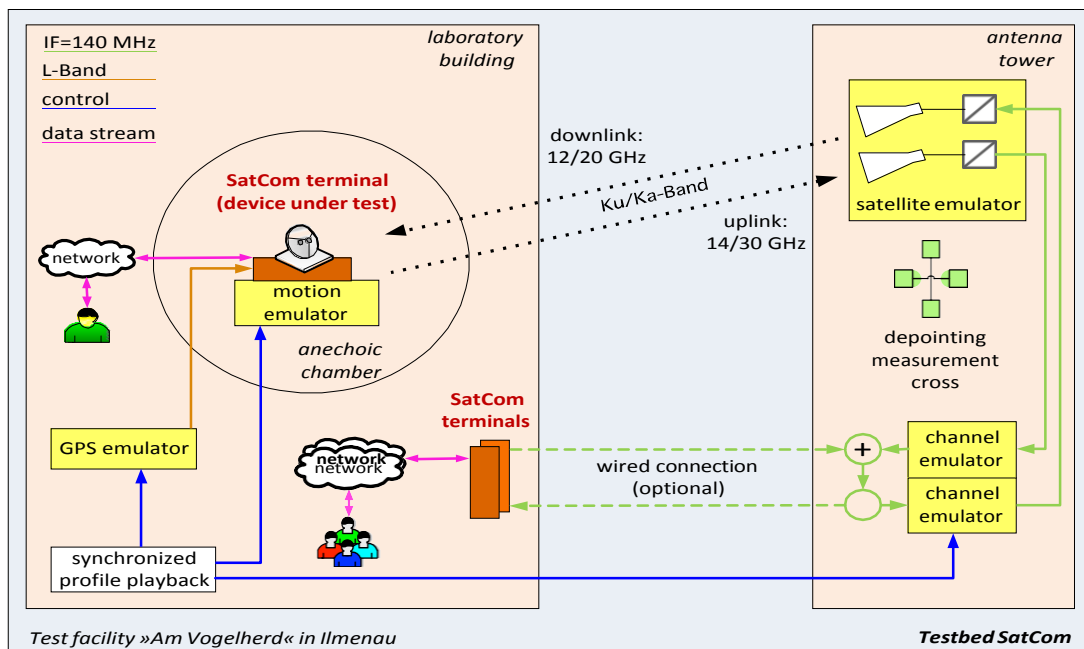 IF=140 MHz
L-Band
control
data stream
laboratory
building
SatCom terminal
(device under test)
network
motion
emulator
anechoic
chamber
GPS emulator
synchronized
profile playback
SatCom
terminals
network
network
downlink:
12/20 GHz
Ku/Ka-Band
uplink:
14/30 GHz
wired connection
(optional)
antenna
tower
satellite emulator
depointing
measurement
cross
+
channel
emulator
channel
emulator
Test facility »Am Vogelherd« in Ilmenau
Testbed SatCom